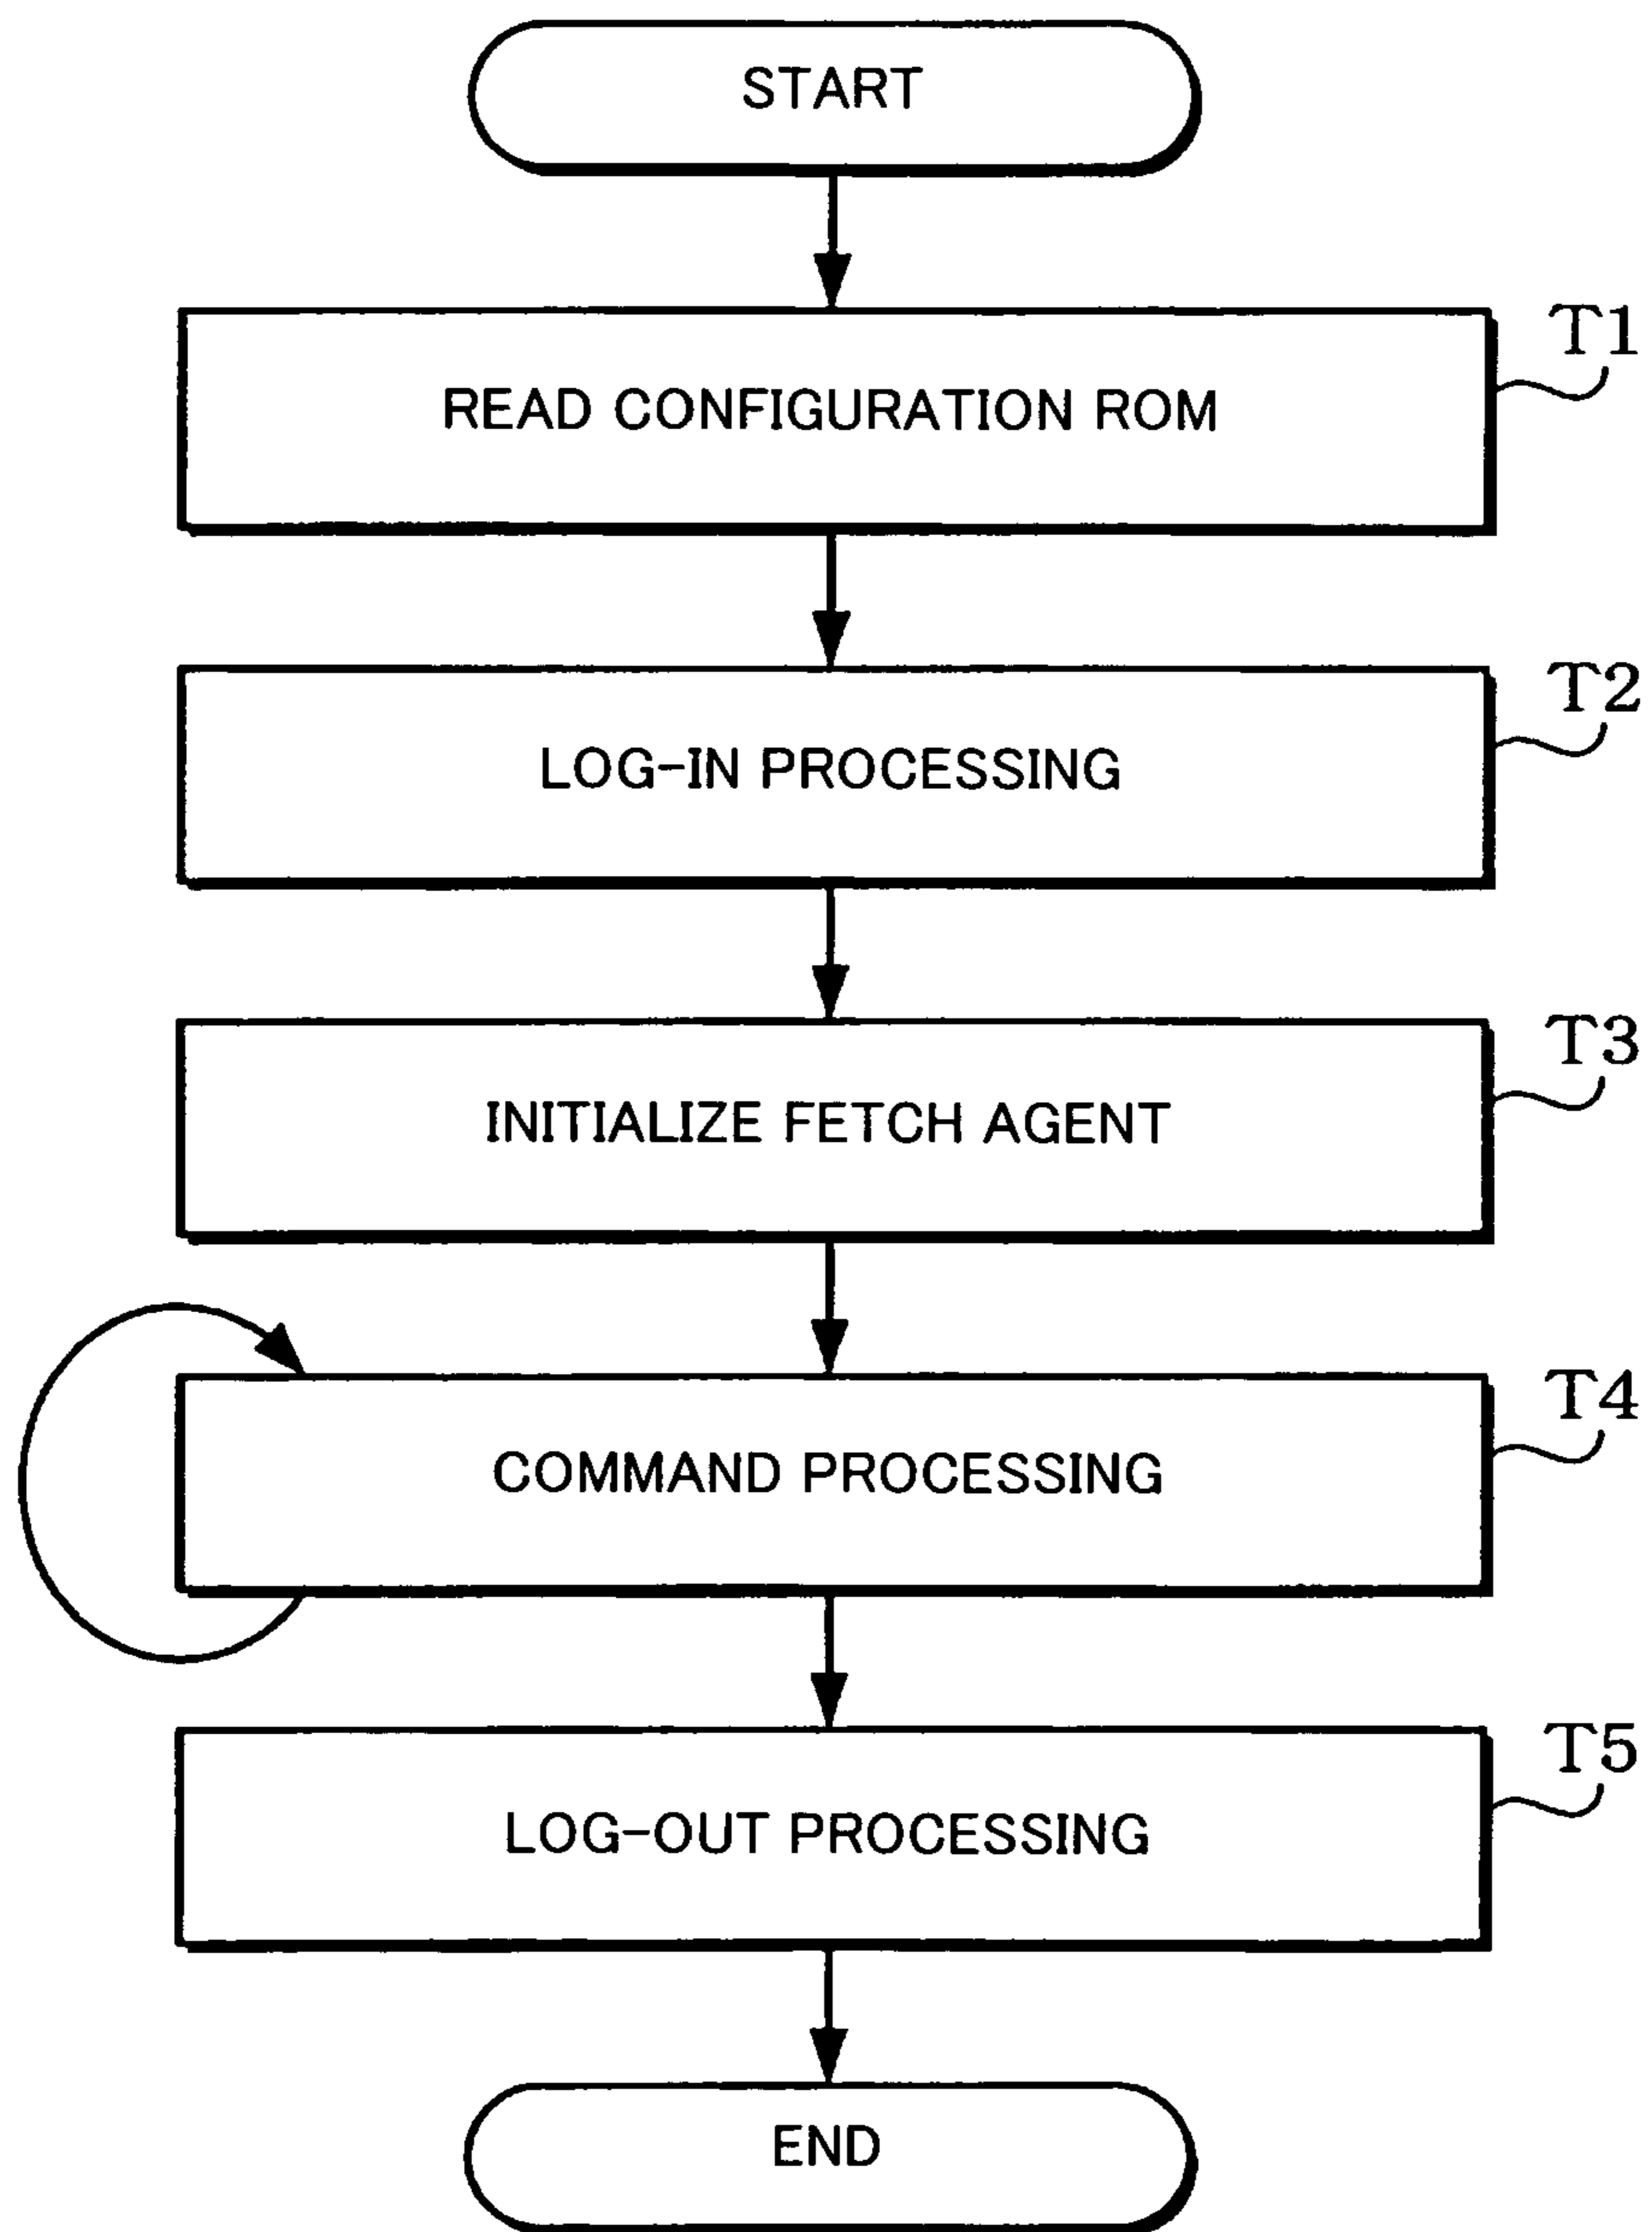 START
READ CONFIGURATION ROM
T1
LOG-IN PROCESSING
T2
INITIALIZE FETCH AGENT
T3
COMMAND PROCESSING
T4
LOG-OUT PROCESSING
T5
END